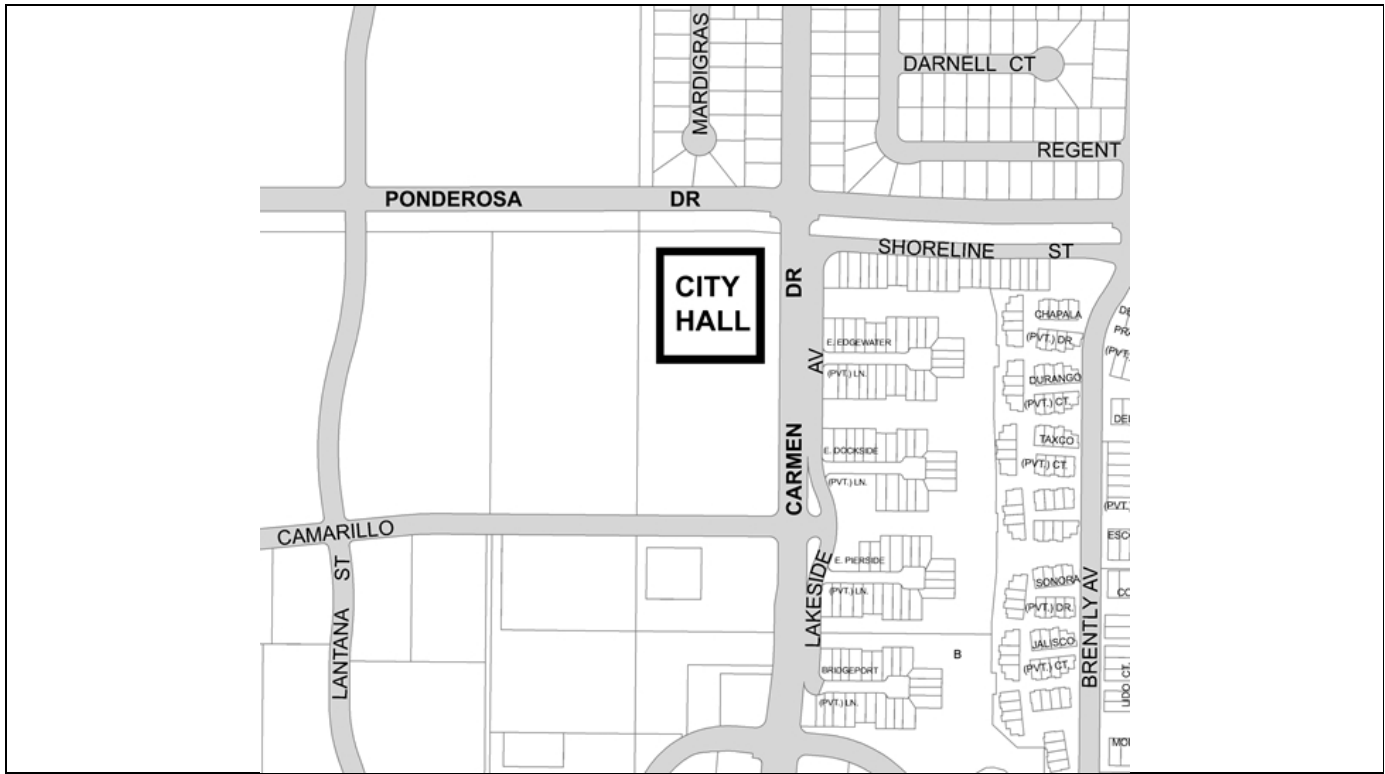 MARDIGRAS
DARNELL CT
REGENT
PONDEROSA DR
SHORELINE ST
CITY
HALL
CARMEN DR
LAKESIDE AV
CHAPALA
(PVT.) DR.
E. EDGEWATER
(PVT.) LN.
DURANGO
(PVT.) CT.
TAXCO
(PVT.) CT.
E. DOCKSIDE
(PVT.) LN.
CAMARILLO
LANTANA ST
E. PIERSIDE
(PVT.) LN.
SONORA
(PVT.) DR.
BRENTLY AV
JALISCO
(PVT.) CT.
B
BRIDGEPORT
(PVT.) LN.
LIDO CT.